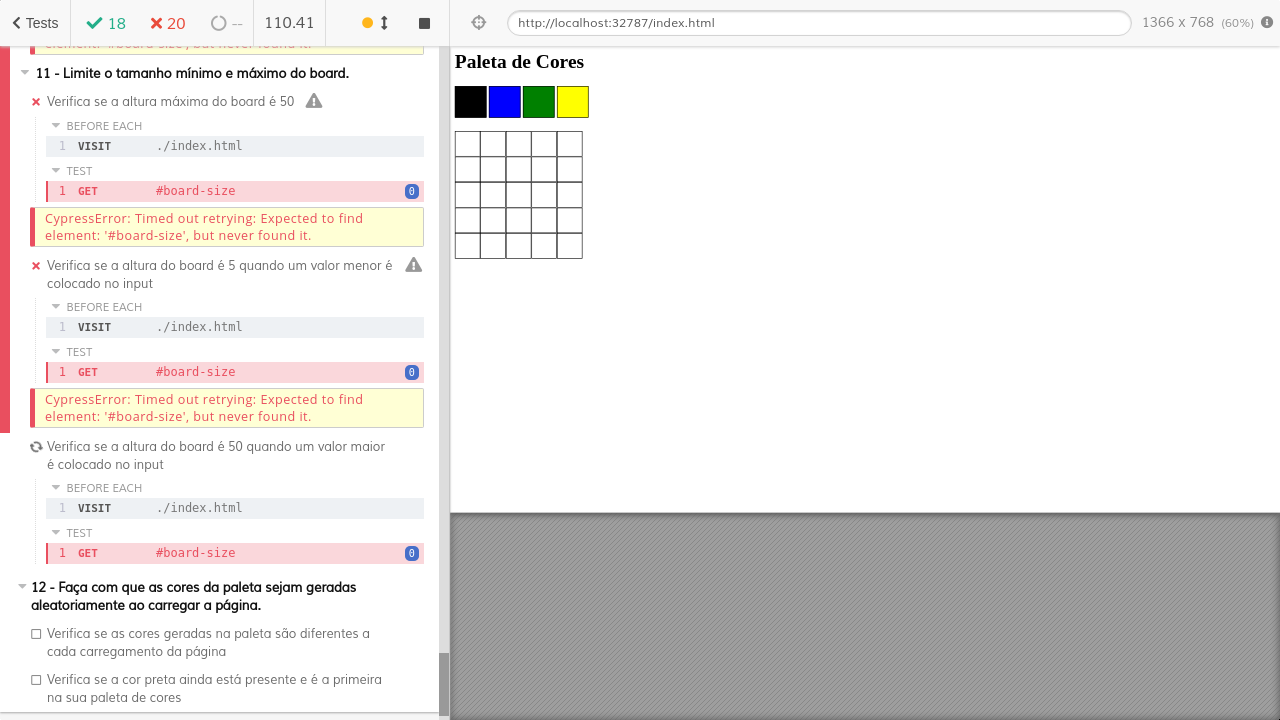 Tests
18
20
--
110.41
http://localhost:32787/index.html
1366 x 768 (60%)
element: '#board-size', but never found it.
11 - Limite o tamanho mínimo e máximo do board.
Verifica se a altura máxima do board é 50
BEFORE EACH
1 VISIT ./index.html
TEST
1 GET #board-size 0
CypressError: Timed out retrying: Expected to find
element: '#board-size', but never found it.
Verifica se a altura do board é 5 quando um valor menor é
colocado no input
BEFORE EACH
1 VISIT ./index.html
TEST
1 GET #board-size 0
CypressError: Timed out retrying: Expected to find
element: '#board-size', but never found it.
Verifica se a altura do board é 50 quando um valor maior
é colocado no input
BEFORE EACH
1 VISIT ./index.html
TEST
1 GET #board-size 0
12 - Faça com que as cores da paleta sejam geradas
aleatoriamente ao carregar a página.
Verifica se as cores geradas na paleta são diferentes a
cada carregamento da página
Verifica se a cor preta ainda está presente e é a primeira
na sua paleta de cores
Paleta de Cores